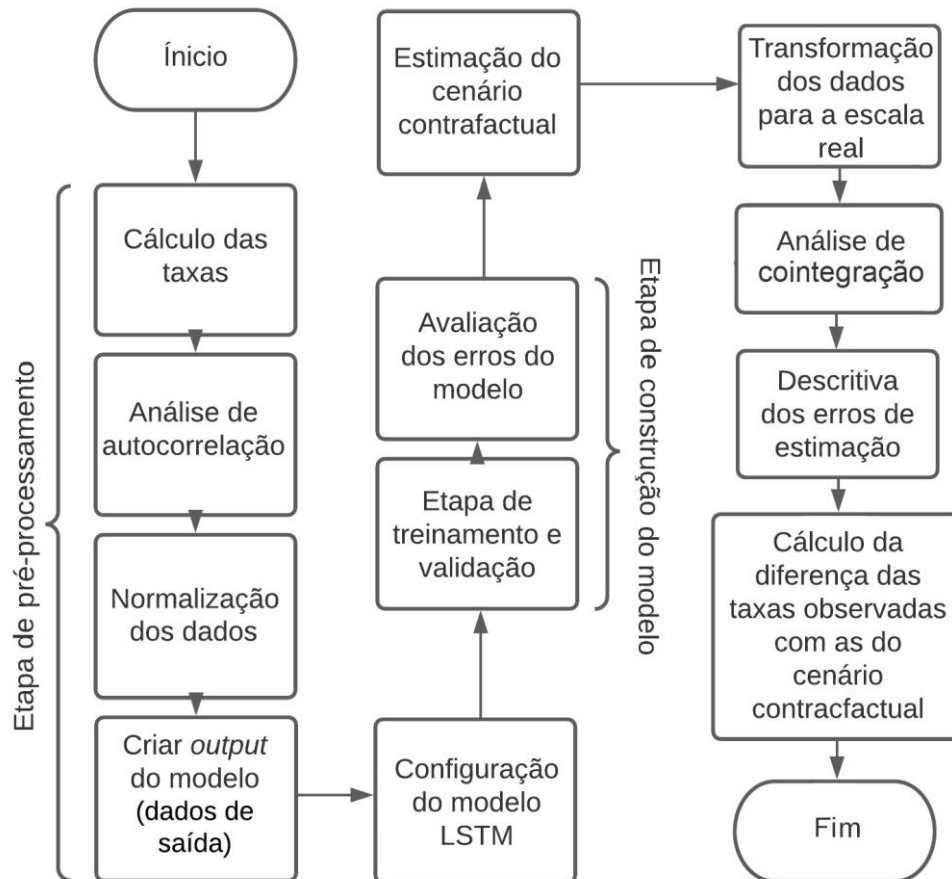 Ínicio
Etapa de pré-processamento
Cálculo das
taxas
Análise de
autocorrelação
Normalização
dos dados
Criar output
do modelo
(dados de
saída)
Configuração
do modelo
LSTM
Etapa de
treinamento e
validação
Avaliação
dos erros do
modelo
Etapa de construção do modelo
Estimação do
cenário
contrafactual
Transformação
dos dados
para a escala
real
Análise de
cointegração
Descritiva
dos erros de
estimação
Cálculo da
diferença das
taxas observadas
com as do
cenário
contracfactual
Fim